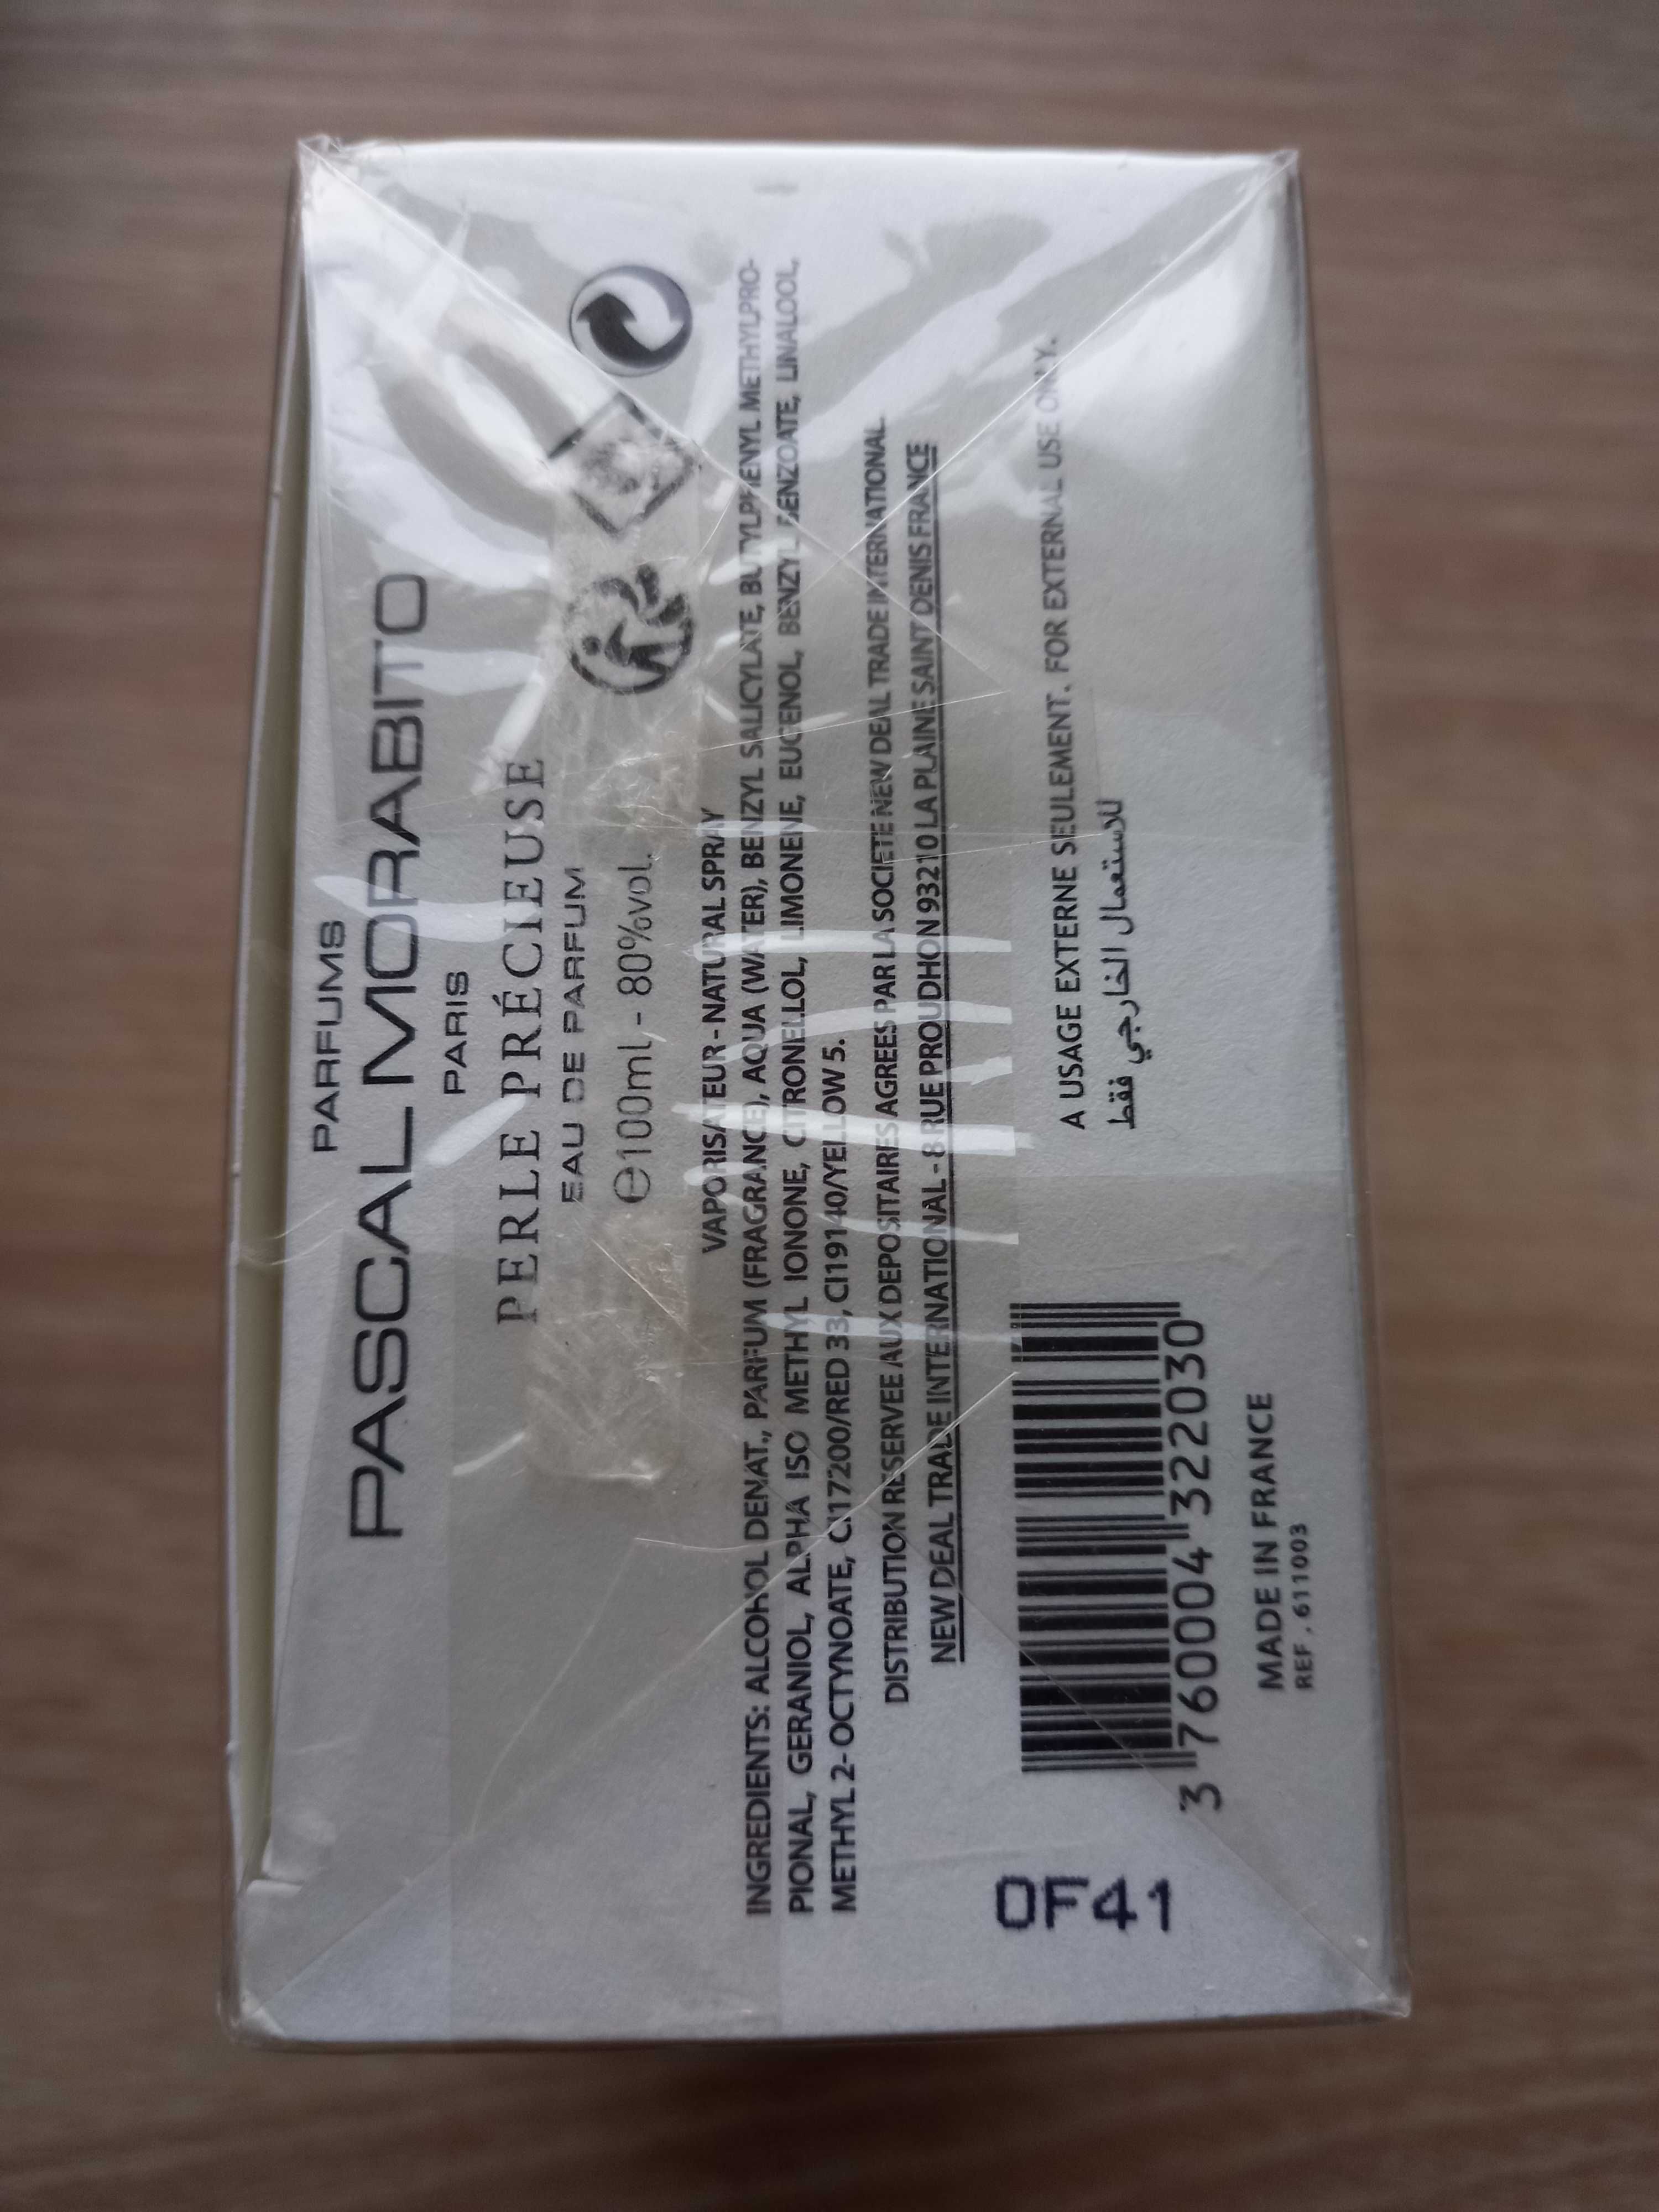 PARFUMS
PASCAL MORABITO
PARIS
PERLE PRÉCIEUSE
EAU DE PARFUM
℮100ml - 80%vol.
VAPORISATEUR - NATURAL SPRAY
INGREDIENTS: ALCOHOL DENAT., PARFUM (FRAGRANCE), AQUA (WATER), BENZYL SALICYLATE, BUTYLPHENYL METHYLPRO-
PIONAL, GERANIOL, ALPHA ISO METHYL IONONE, CITRONELLOL, LIMONENE, EUGENOL, BENZYL BENZOATE, LINALOOL,
METHYL 2- OCTYNOATE, CI17200/RED 33, CI19140/YELLOW 5.
DISTRIBUTION RESERVEE AUX DEPOSITAIRES AGREES PAR LA SOCIETE NEW DEAL TRADE INTERNATIONAL.
NEW DEAL TRADE INTERNATIONAL - 8 RUE PROUDHON 93210 LA PLAINE SAINT DENIS FRANCE
A USAGE EXTERNE SEULEMENT. FOR EXTERNAL USE ONLY.
للاستعمال الخارجي فقط
3 760004 322030
MADE IN FRANCE
REF . 611003
0F41